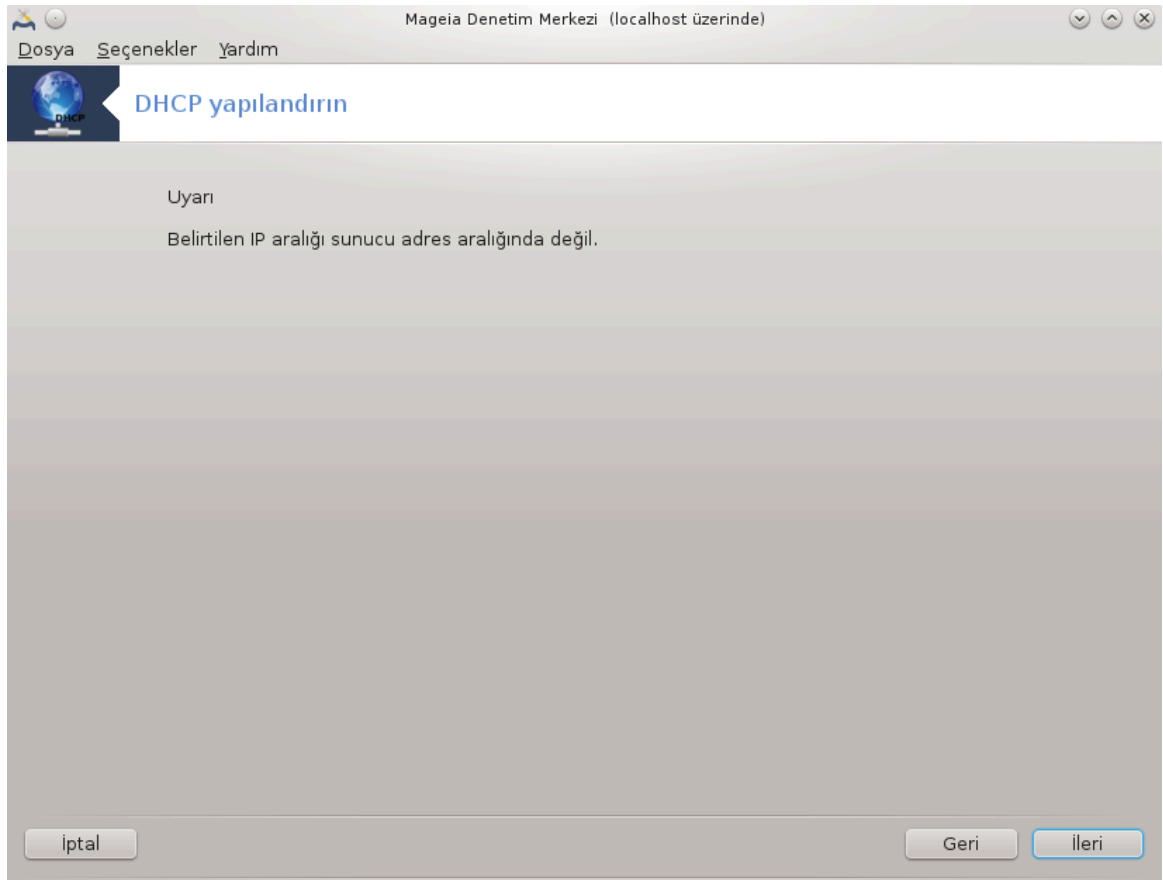 Mageia Denetim Merkezi (localhost üzerinde)
Dosya Seçenekler Yardım
DHCP
DHCP yapılandırın
Uyarı
Belirtilen IP aralığı sunucu adres aralığında değil.
İptal
Geri
İleri